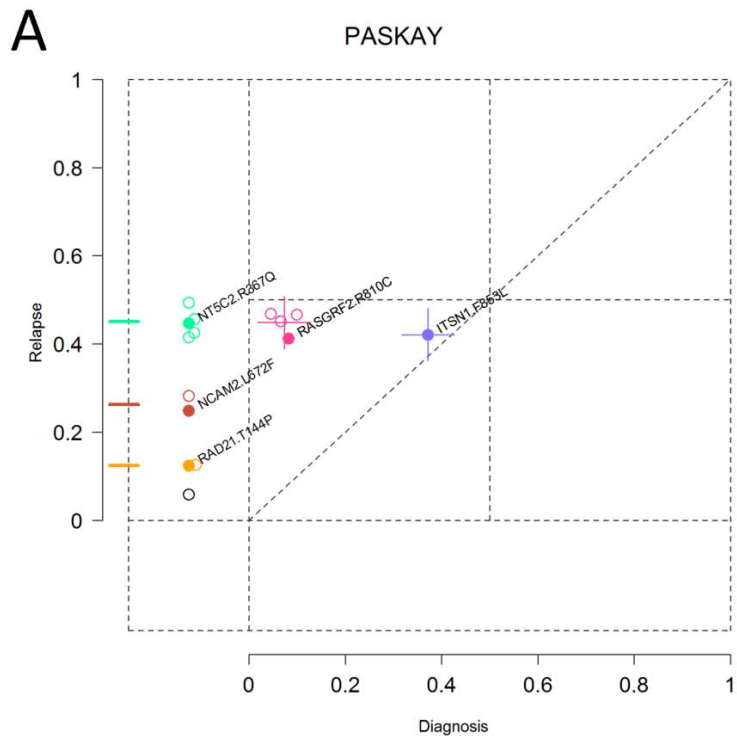 A
PASKAY
1
0.8
0.6
0.4
0.2
0
Relapse
NT5C2.R367Q
RASGRF2.R810C
ITSN1.F853L
NCAM2.L672F
RAD21.T144P
0 0.2 0.4 0.6 0.8 1
Diagnosis